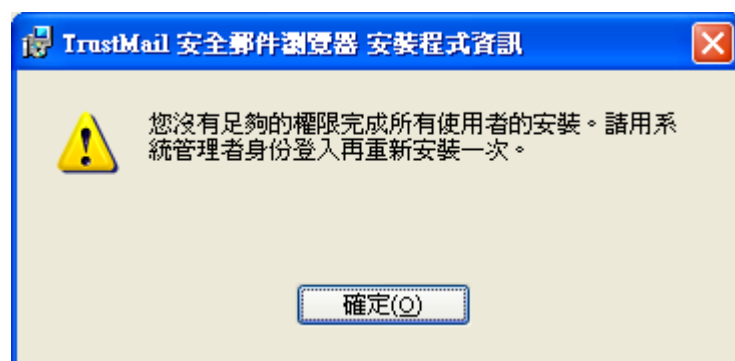 TrustMail 安全郵件瀏覽器 安裝程式資訊
您沒有足夠的權限完成所有使用者的安裝。請用系
統管理者身份登入再重新安裝一次。
確定(O)